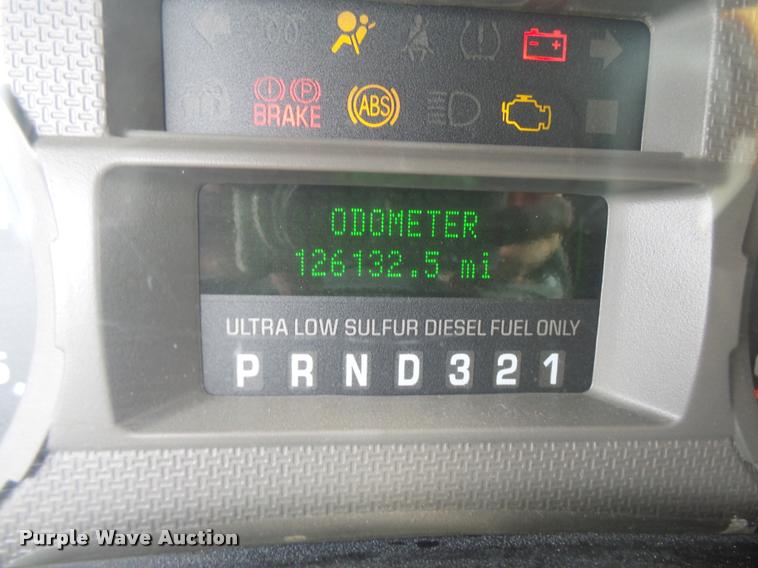 BRAKE ABS
ODOMETER
126132.5 mi
ULTRA LOW SULFUR DIESEL FUEL ONLY
P R N D 3 2 1
Purple Wave Auction